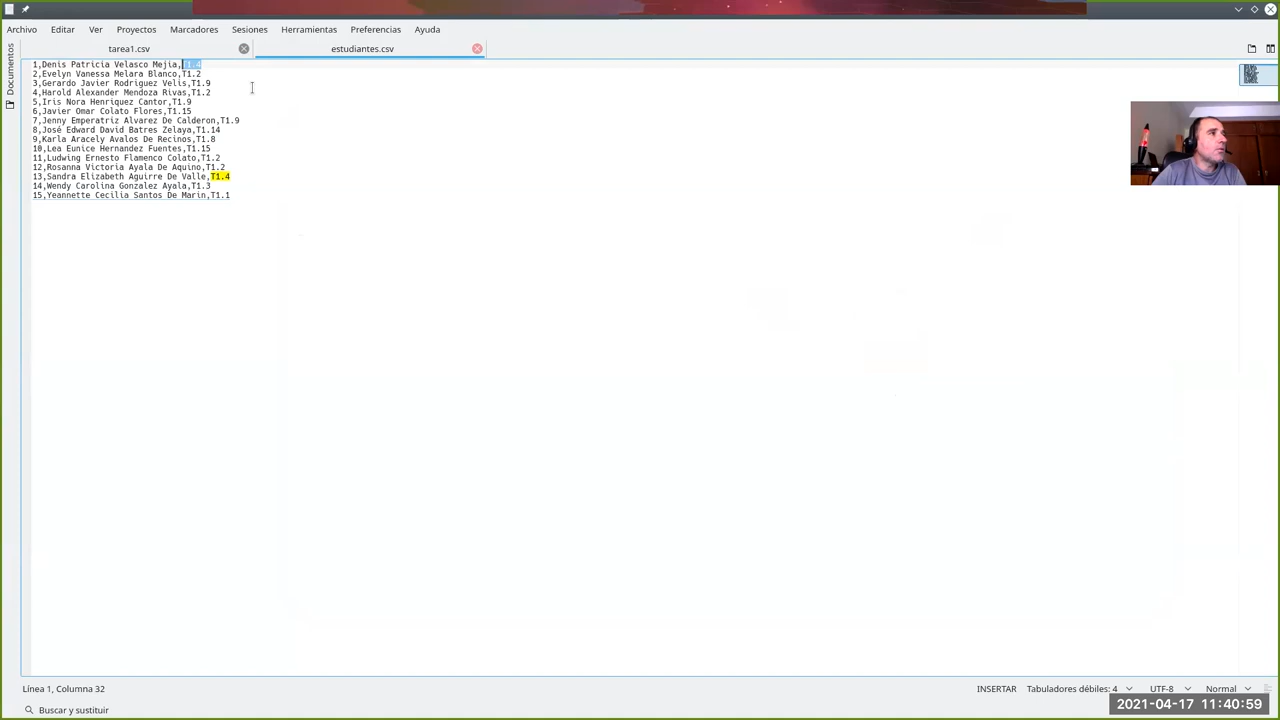 Archivo Editar Ver Proyectos Marcadores Sesiones Herramientas Preferencias Ayuda
tarea1.csv estudiantes.csv
Documentos
1,Denis Patricia Velasco Mejia,T1.4
2,Evelyn Vanessa Melara Blanco,T1.2
3,Gerardo Javier Rodriguez Velis,T1.9
4,Harold Alexander Mendoza Rivas,T1.2
5,Iris Nora Henriquez Cantor,T1.9
6,Javier Omar Colato Flores,T1.15
7,Jenny Emperatriz Alvarez De Calderon,T1.9
8,José Edward David Batres Zelaya,T1.14
9,Karla Aracely Avalos De Recinos,T1.8
10,Lea Eunice Hernandez Fuentes,T1.15
11,Ludwing Ernesto Flamenco Colato,T1.2
12,Rosanna Victoria Ayala De Aquino,T1.2
13,Sandra Elizabeth Aguirre De Valle,T1.4
14,Wendy Carolina Gonzalez Ayala,T1.3
15,Yeannette Cecilia Santos De Marin,T1.1
Línea 1, Columna 32 INSERTAR Tabuladores débiles: 4 UTF-8 Normal
2021-04-17 11:40:59
Buscar y sustituir